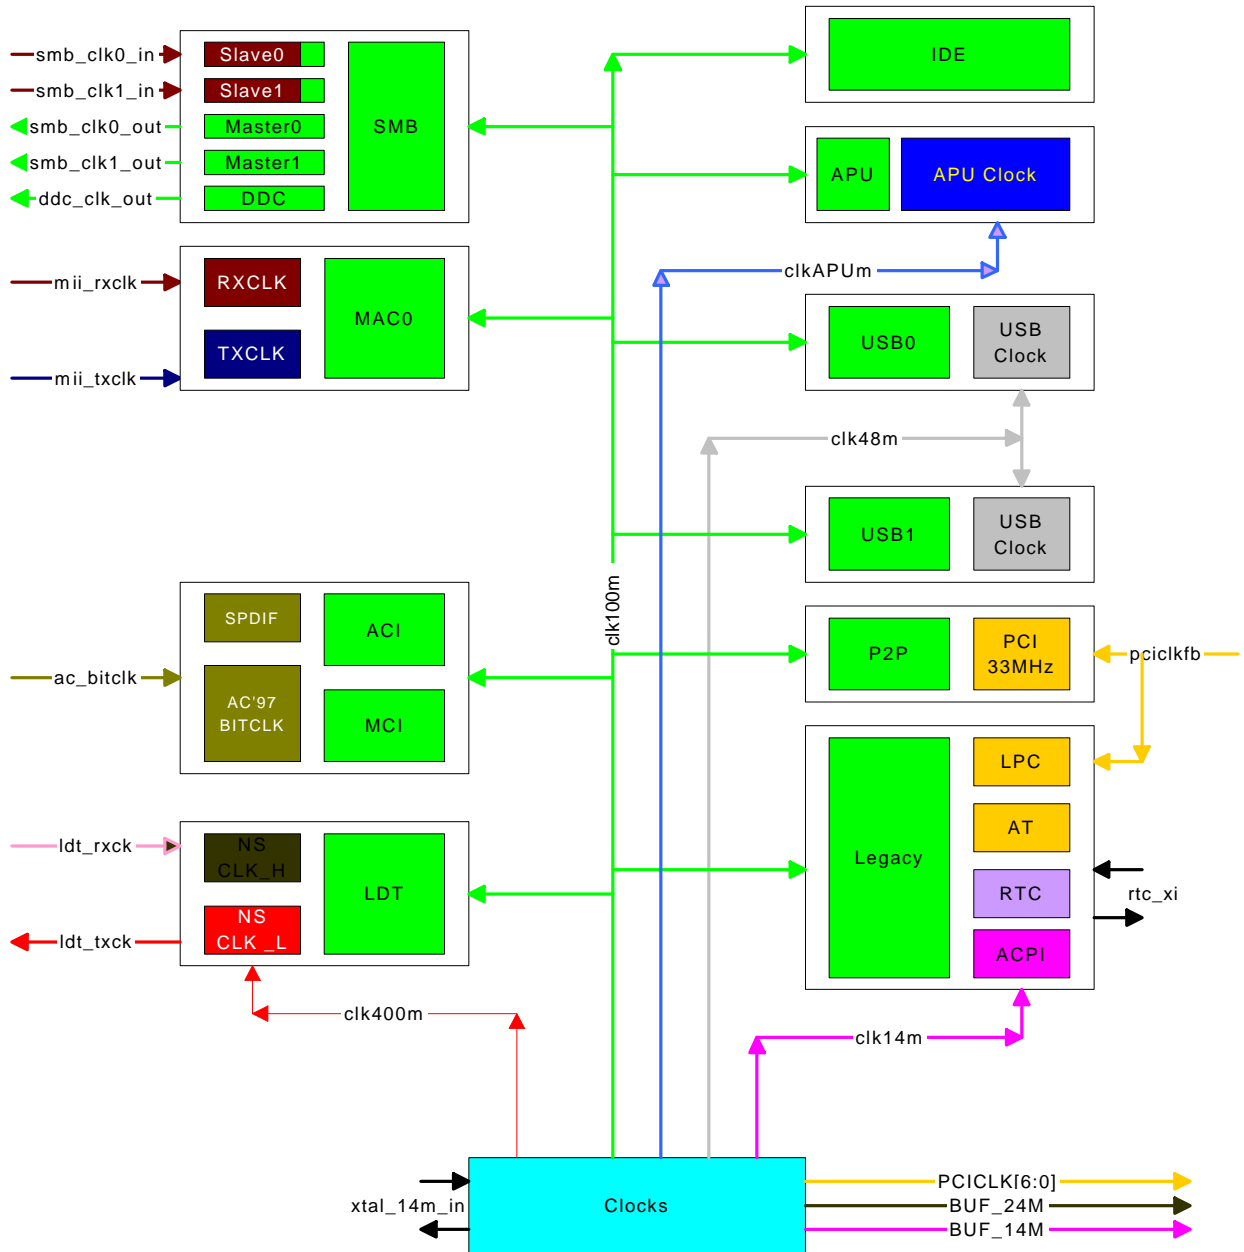 smb_clk0_in
smb_clk1_in
smb_clk0_out
smb_clk1_out
ddc_clk_out
Slave0
Slave1
Master0
Master1
DDC
SMB
IDE
APU
APU Clock
clkAPUm
mii_rxclk
mii_txclk
RXCLK
TXCLK
MAC0
USB0
USB
Clock
clk48m
USB1
USB
Clock
clk100m
ac_bitclk
SPDIF
AC'97
BITCLK
ACI
MCI
P2P
PCI
33MHz
pciclkfb
ldt_rxck
ldt_txck
NS
CLK_H
NS
CLK _L
LDT
Legacy
LPC
AT
RTC
ACPI
rtc_xi
clk400m
clk14m
xtal_14m_in
Clocks
PCICLK[6:0]
BUF_24M
BUF_14M